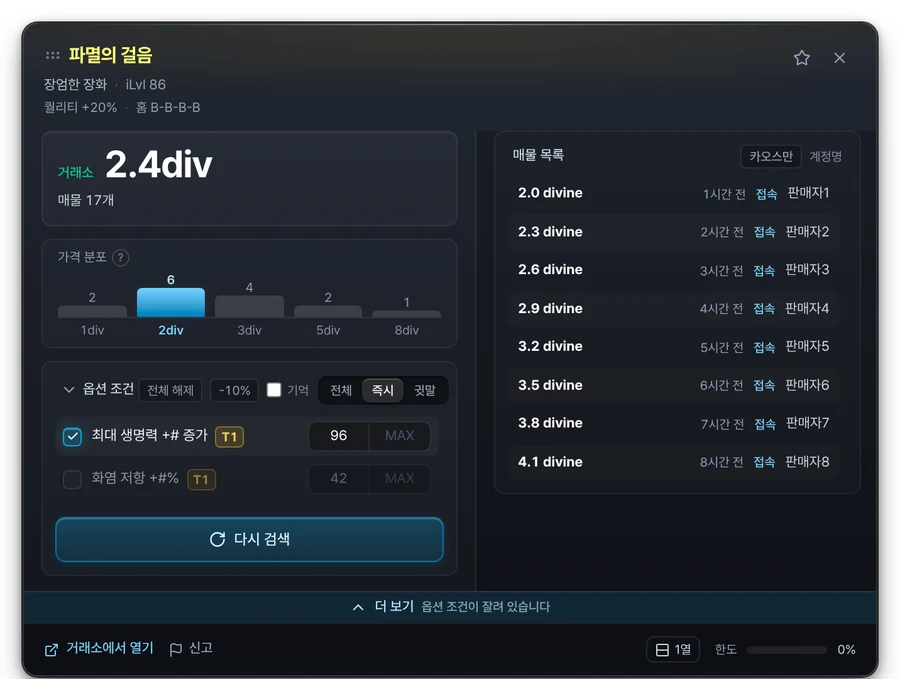 파멸의 걸음
장엄한 장화 · iLvl 86
퀄리티 +20% · 홈 B-B-B-B
거래소 2.4div
매물 17개
가격 분포 ?
2 6 4 2 1
1div 2div 3div 5div 8div
옵션 조건 전체 해제 -10% 기억 전체 즉시 귓말
최대 생명력 +# 증가 T1 96 MAX
화염 저항 +#% T1 42 MAX
다시 검색
매물 목록 카오스만 계정명
2.0 divine 1시간 전 접속 판매자1
2.3 divine 2시간 전 접속 판매자2
2.6 divine 3시간 전 접속 판매자3
2.9 divine 4시간 전 접속 판매자4
3.2 divine 5시간 전 접속 판매자5
3.5 divine 6시간 전 접속 판매자6
3.8 divine 7시간 전 접속 판매자7
4.1 divine 8시간 전 접속 판매자8
더 보기 옵션 조건이 잘려 있습니다
거래소에서 열기 신고 1열 한도 0%